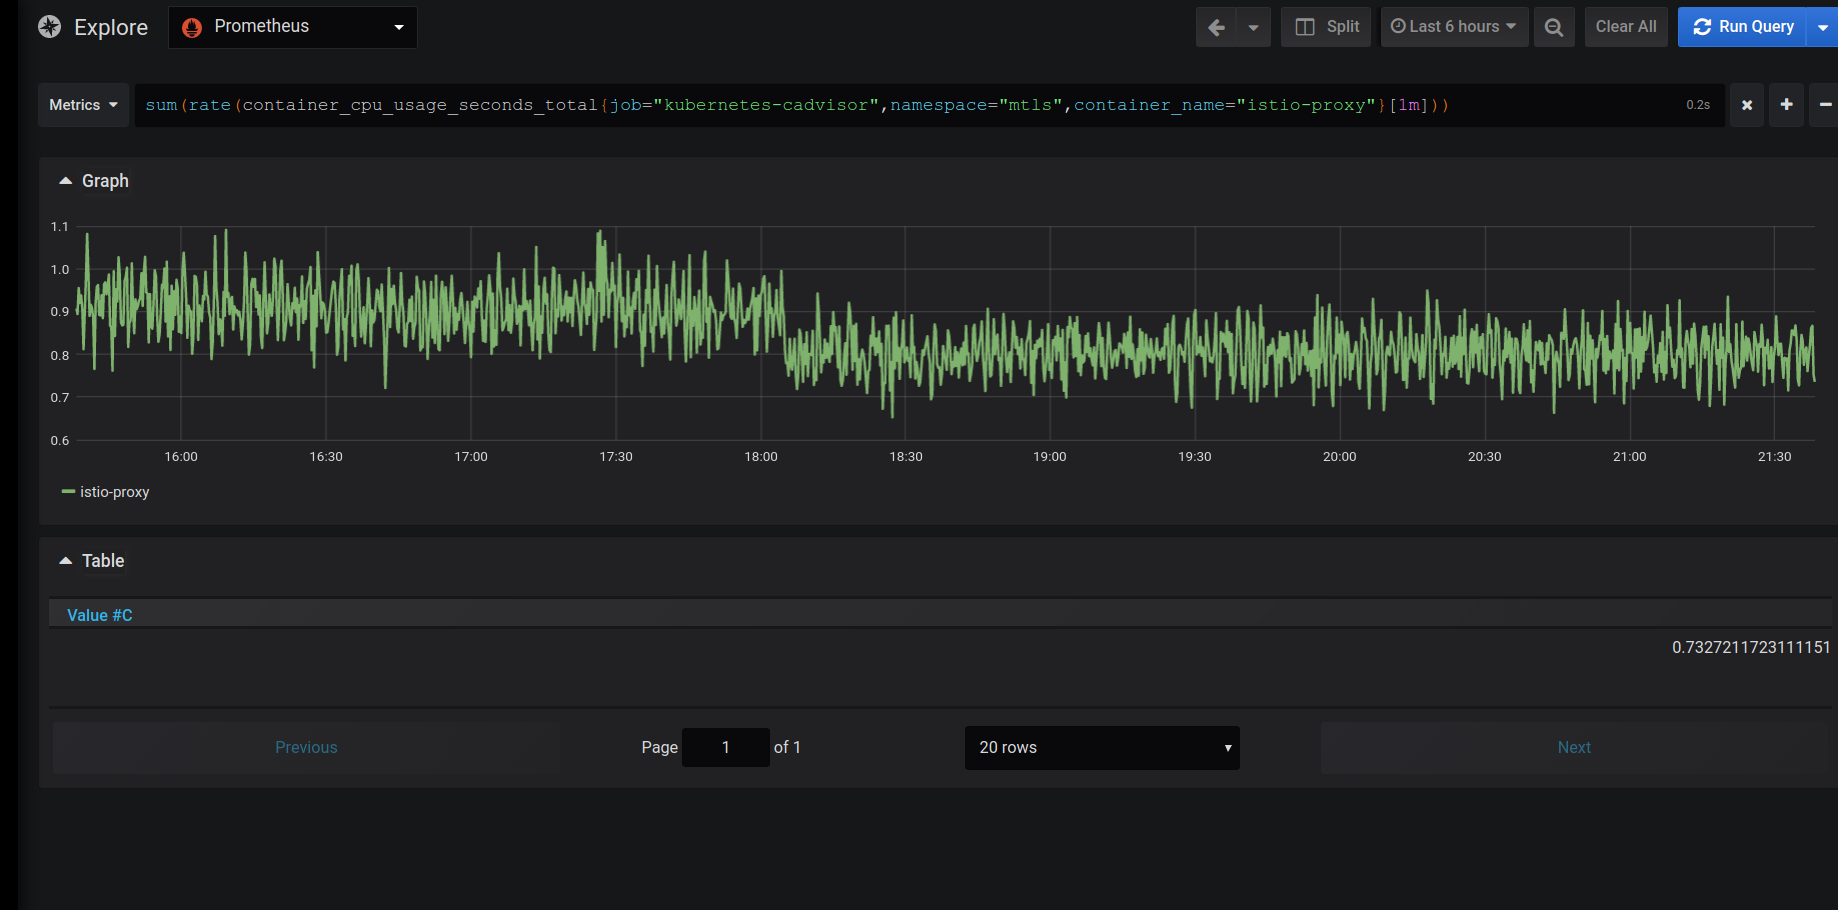 Explore Prometheus Split Last 6 hours Clear All Run Query
Metrics sum(rate(container_cpu_usage_seconds_total{job="kubernetes-cadvisor",namespace="mtls",container_name="istio-proxy"}[1m])) 0.2s
Graph
1.1
1.0
0.9
0.8
0.7
0.6
16:00 16:30 17:00 17:30 18:00 18:30 19:00 19:30 20:00 20:30 21:00 21:30
istio-proxy
Table
Value #C
0.7327211723111151
Previous Page 1 of 1 20 rows Next